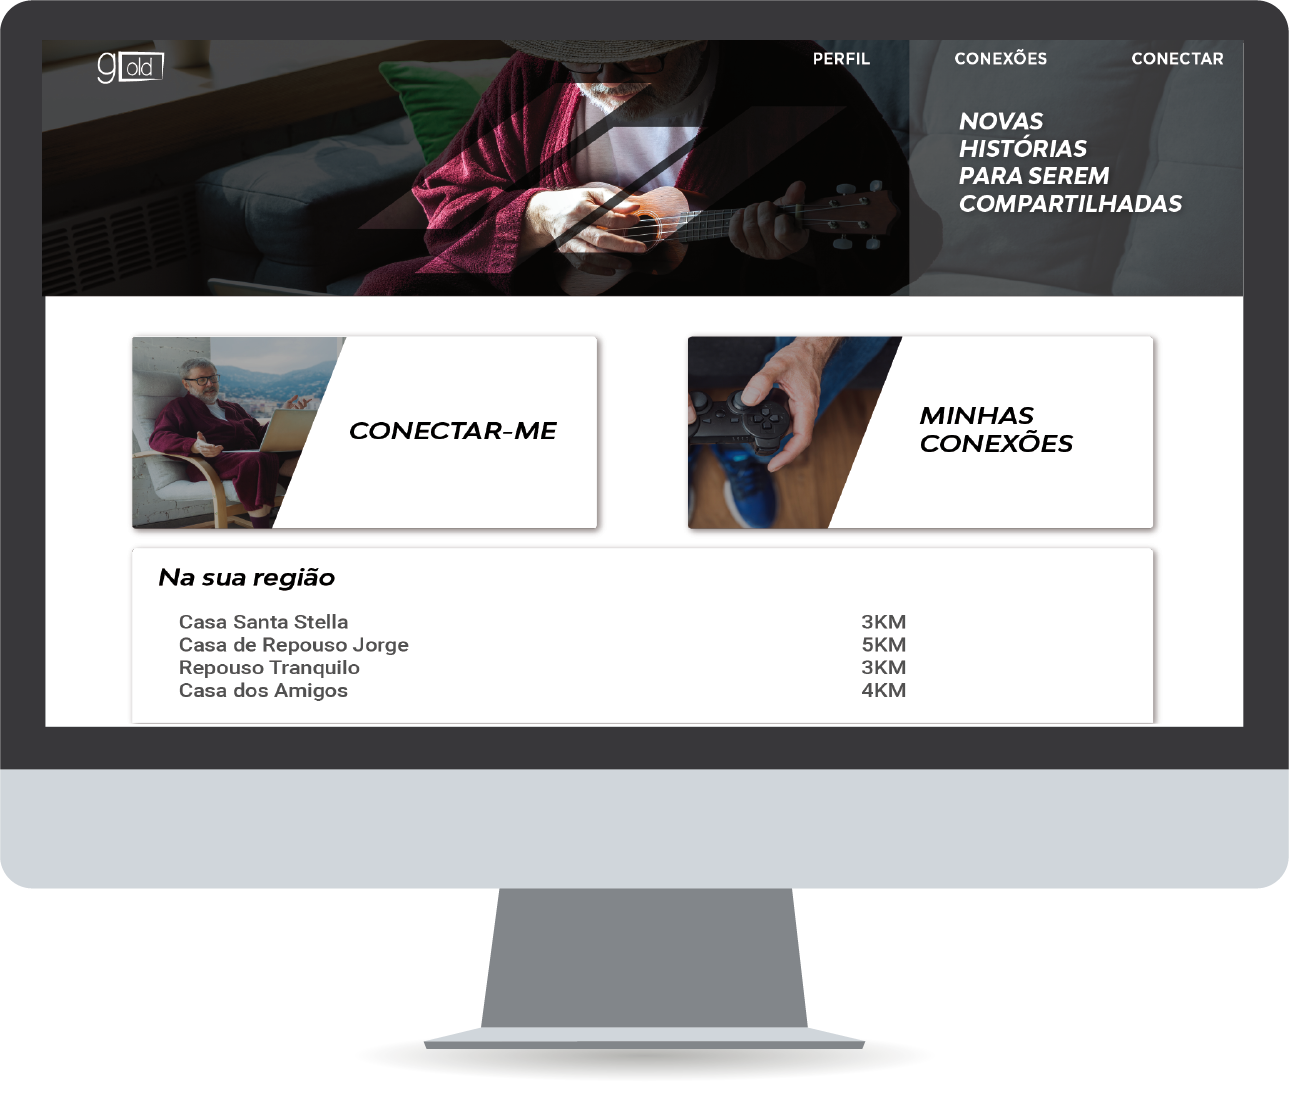 gold
PERFIL CONEXÕES CONECTAR
NOVAS
HISTÓRIAS
PARA SEREM
COMPARTILHADAS
CONECTAR-ME
MINHAS
CONEXÕES
Na sua região
Casa Santa Stella 3KM
Casa de Repouso Jorge 5KM
Repouso Tranquilo 3KM
Casa dos Amigos 4KM